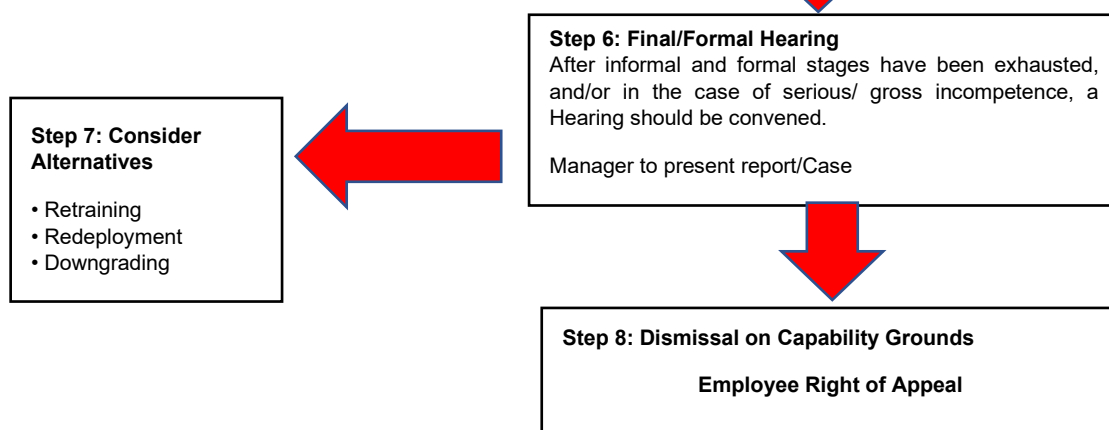 Step 6: Final/Formal Hearing
After informal and formal stages have been exhausted,
and/or in the case of serious/ gross incompetence, a
Hearing should be convened.
Manager to present report/Case
Step 7: Consider
Alternatives
• Retraining
• Redeployment
• Downgrading
Step 8: Dismissal on Capability Grounds
Employee Right of Appeal